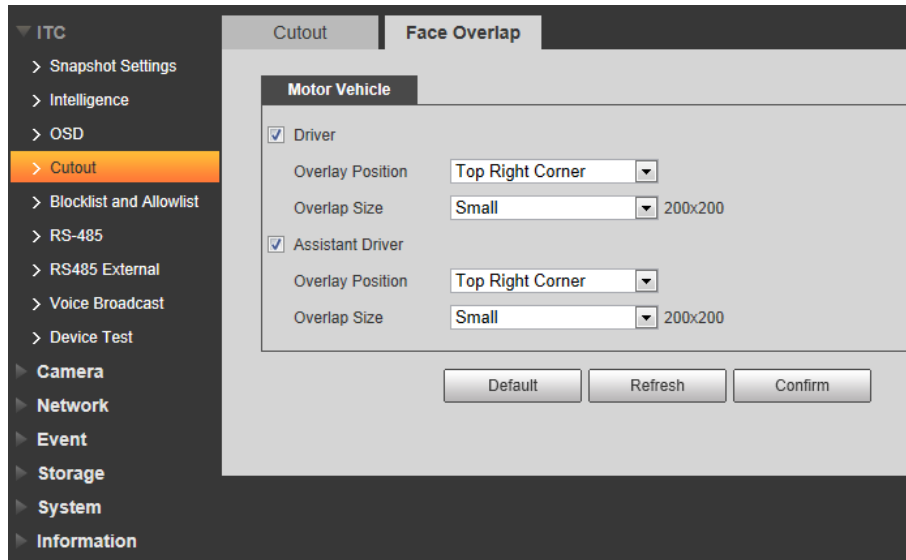 ITC
Snapshot Settings
Intelligence
OSD
Cutout
Blocklist and Allowlist
RS-485
RS485 External
Voice Broadcast
Device Test
Camera
Network
Event
Storage
System
Information
Cutout Face Overlap
Motor Vehicle
Driver
Overlay Position Top Right Corner
Overlap Size Small 200x200
Assistant Driver
Overlay Position Top Right Corner
Overlap Size Small 200x200
Default Refresh Confirm